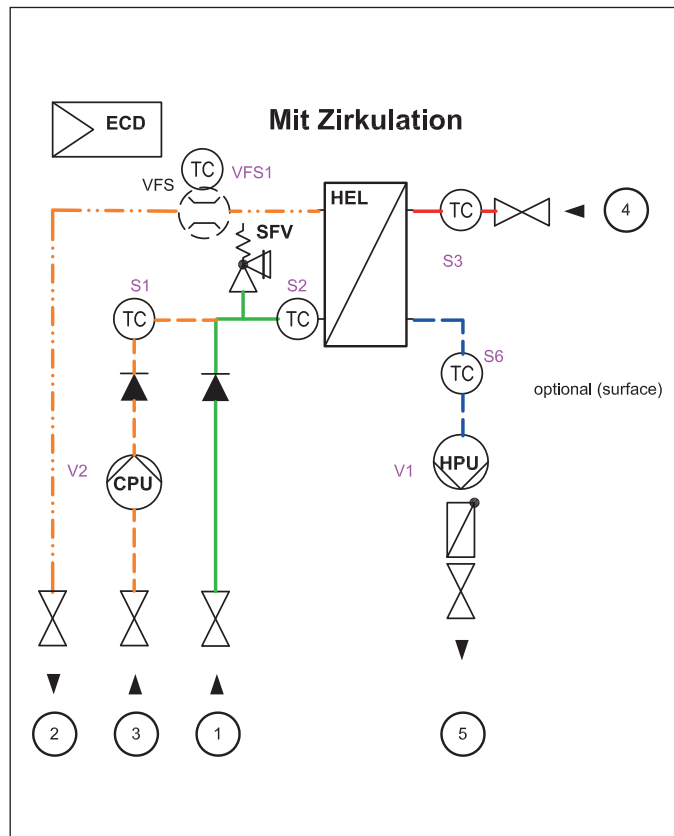 ECD
Mit Zirkulation
TC
VFS1
VFS
HEL
SFV
TC
4
S3
S1
S2
TC
TC
S6
TC
optional (surface)
V2
CPU
V1
HPU
2
3
1
5